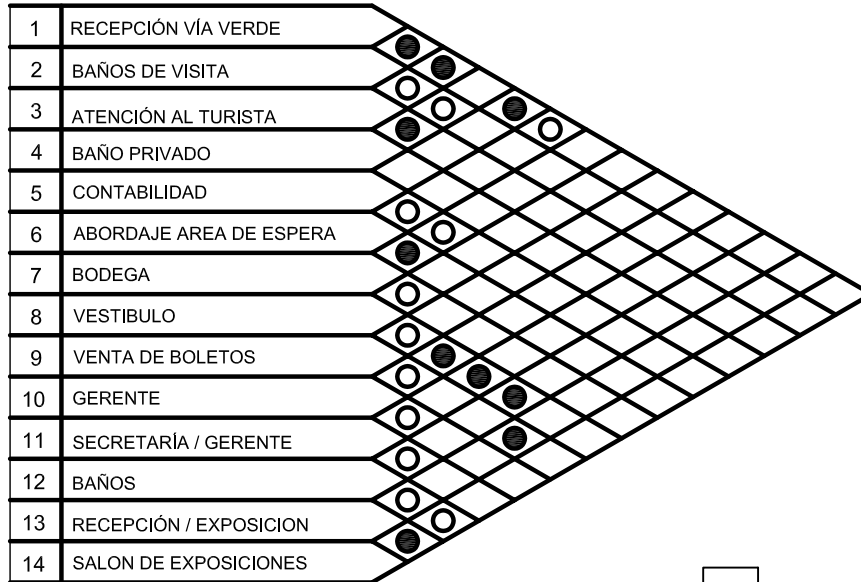 1 RECEPCIÓN VÍA VERDE
2 BAÑOS DE VISITA
3 ATENCIÓN AL TURISTA
4 BAÑO PRIVADO
5 CONTABILIDAD
6 ABORDAJE AREA DE ESPERA
7 BODEGA
8 VESTIBULO
9 VENTA DE BOLETOS
10 GERENTE
11 SECRETARÍA / GERENTE
12 BAÑOS
13 RECEPCIÓN / EXPOSICION
14 SALON DE EXPOSICIONES